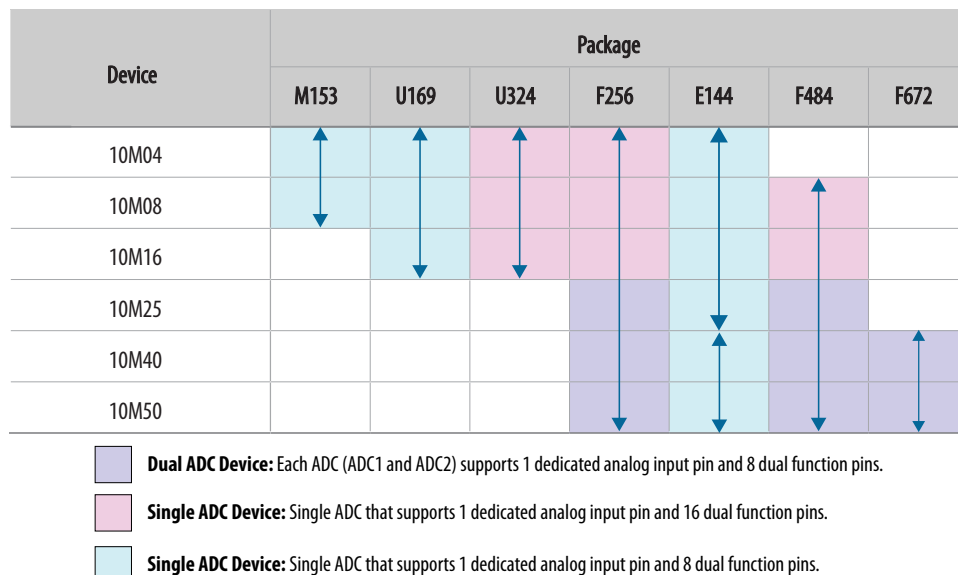 Device
Package
M153 U169 U324 F256 E144 F484 F672
10M04
10M08
10M16
10M25
10M40
10M50
Dual ADC Device: Each ADC (ADC1 and ADC2) supports 1 dedicated analog input pin and 8 dual function pins.
Single ADC Device: Single ADC that supports 1 dedicated analog input pin and 16 dual function pins.
Single ADC Device: Single ADC that supports 1 dedicated analog input pin and 8 dual function pins.